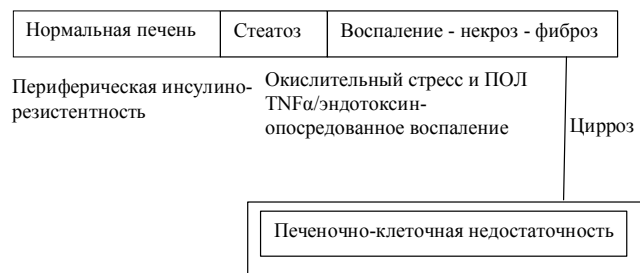 Нормальная печень
Стеатоз
Воспаление - некроз - фиброз
Периферическая инсулино-
резистентность
Окислительный стресс и ПОЛ
TNFα/эндотоксин-
опосредованное воспаление
Цирроз
Печеночно-клеточная недостаточность